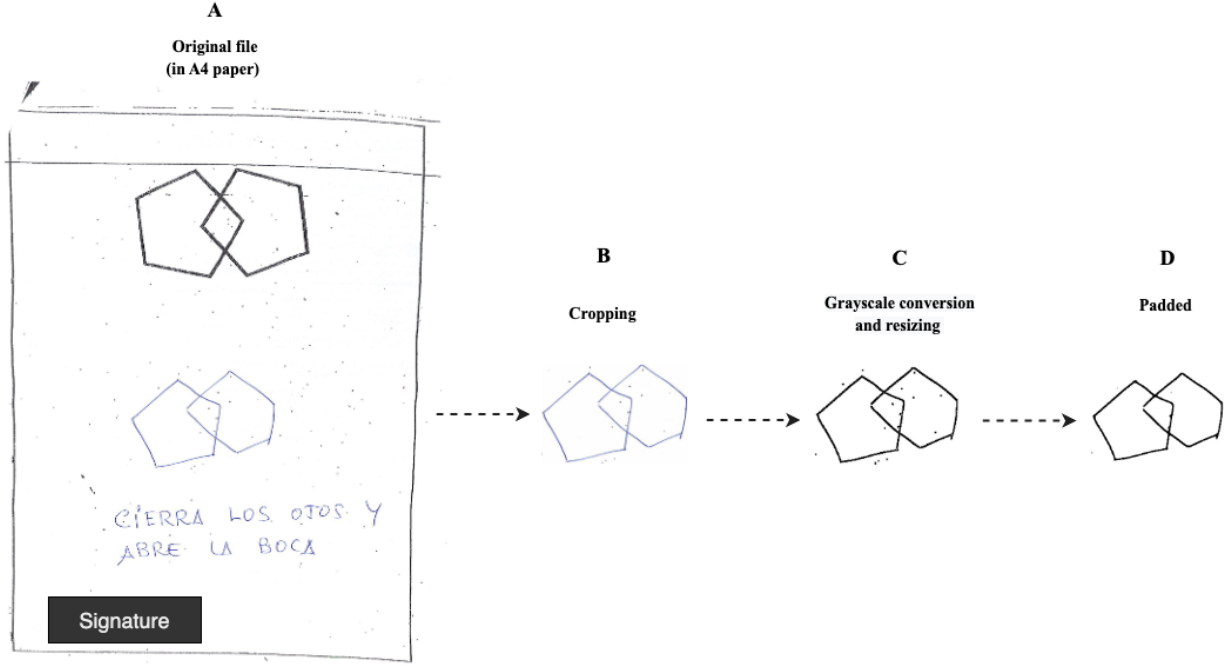 A
Original file
(in A4 paper)
CIERRA LOS OJOS Y
ABRE LA BOCA
Signature
B
Cropping
C
Grayscale conversion
and resizing
D
Padded